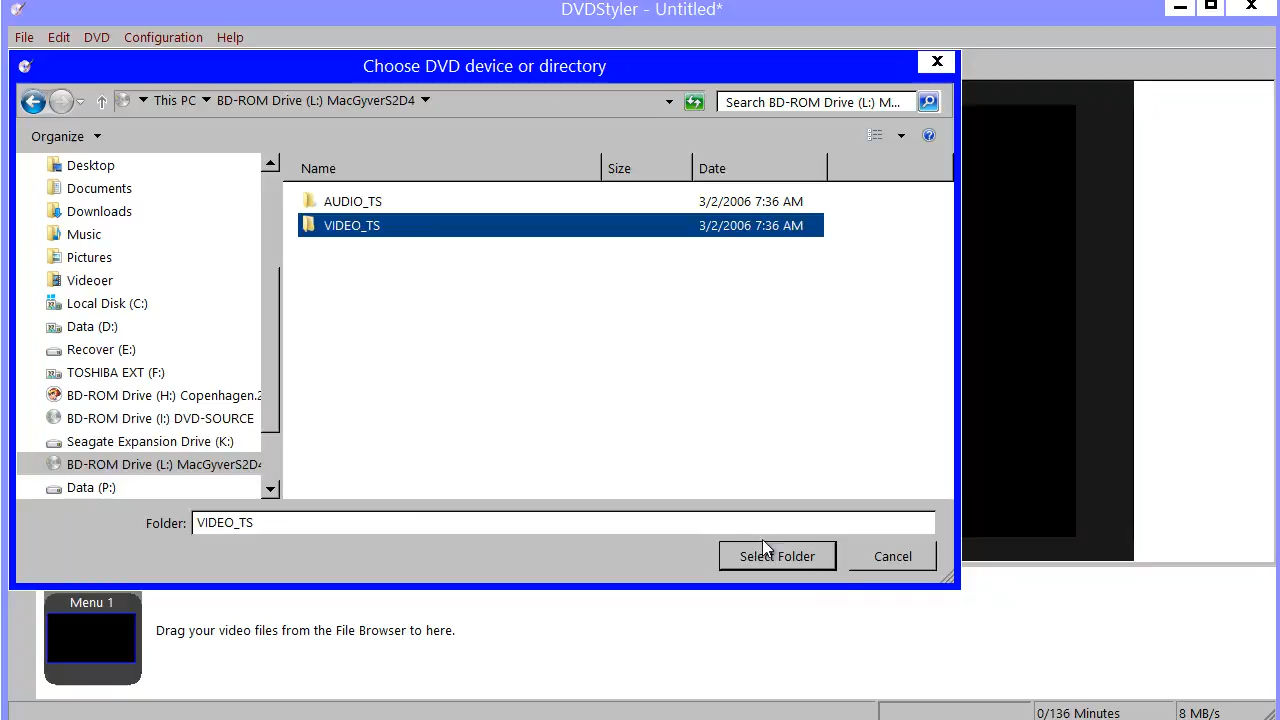 DVDStyler - Untitled*
File Edit DVD Configuration Help
Choose DVD device or directory
This PC BD-ROM Drive (L:) MacGyverS2D4
Search BD-ROM Drive (L:) M...
Organize
Name Size Date
AUDIO_TS 3/2/2006 7:36 AM
VIDEO_TS 3/2/2006 7:36 AM
Desktop
Documents
Downloads
Music
Pictures
Videoer
Local Disk (C:)
Data (D:)
Recover (E:)
TOSHIBA EXT (F:)
BD-ROM Drive (H:) Copenhagen.2
BD-ROM Drive (I:) DVD-SOURCE
Seagate Expansion Drive (K:)
BD-ROM Drive (L:) MacGyverS2D4
Data (P:)
Folder: VIDEO_TS
Select Folder Cancel
Menu 1
Drag your video files from the File Browser to here.
0/136 Minutes 8 MB/s